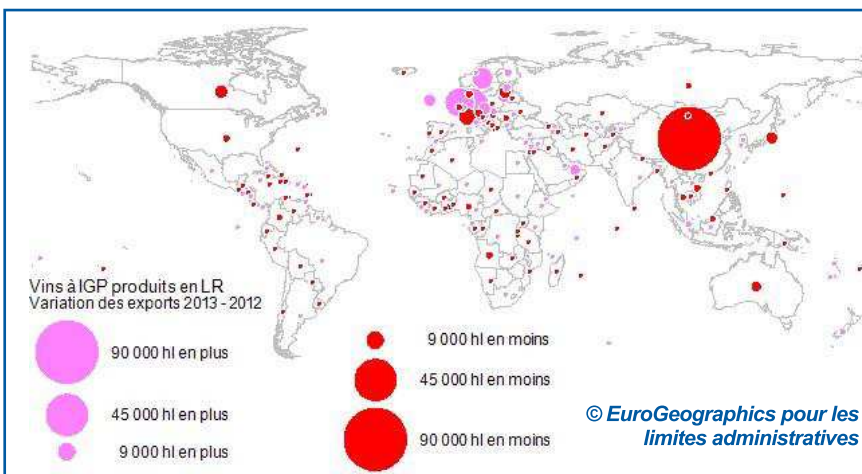 Vins à IGP produits en LR
Variation des exports 2013 - 2012
90 000 hl en plus
45 000 hl en plus
9 000 hl en plus
9 000 hl en moins
45 000 hl en moins
90 000 hl en moins
© EuroGeographics pour les
limites administratives